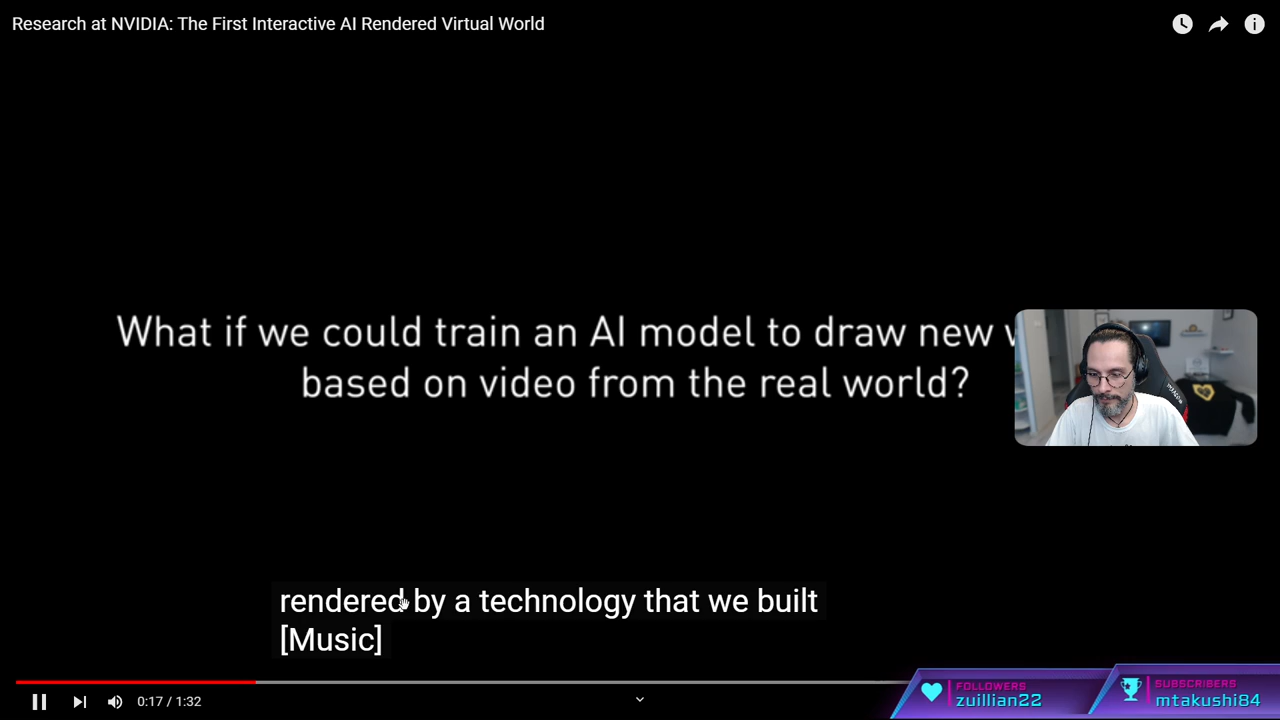 Research at NVIDIA: The First Interactive AI Rendered Virtual World
What if we could train an AI model to draw new
based on video from the real world?
rendered by a technology that we built
[Music]
0:17 / 1:32
FOLLOWERS
zuillian22
SUBSCRIBERS
mtakushi84